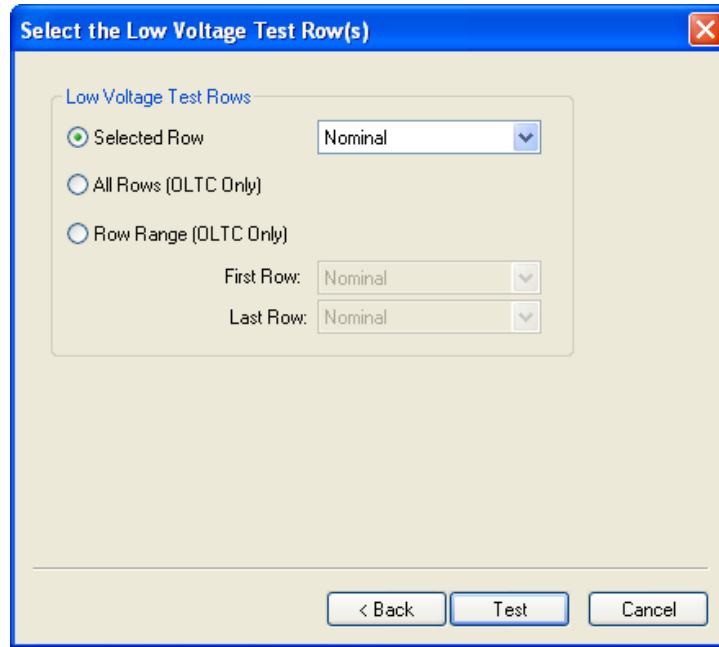 Select the Low Voltage Test Row(s)
Low Voltage Test Rows
Selected Row Nominal
All Rows (OLTC Only)
Row Range (OLTC Only)
First Row: Nominal
Last Row: Nominal
< Back Test Cancel